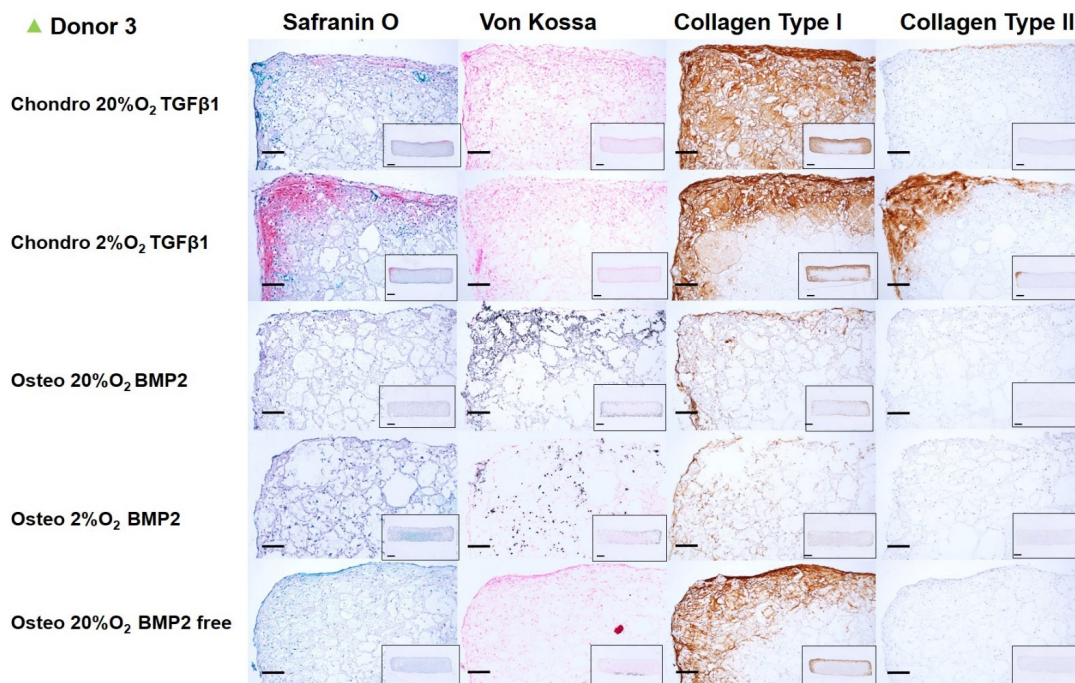 ▲ Donor 3
Safranin O Von Kossa Collagen Type I Collagen Type II
Chondro 20%O₂ TGFβ1
Chondro 2%O₂ TGFβ1
Osteo 20%O₂ BMP2
Osteo 2%O₂ BMP2
Osteo 20%O₂ BMP2 free